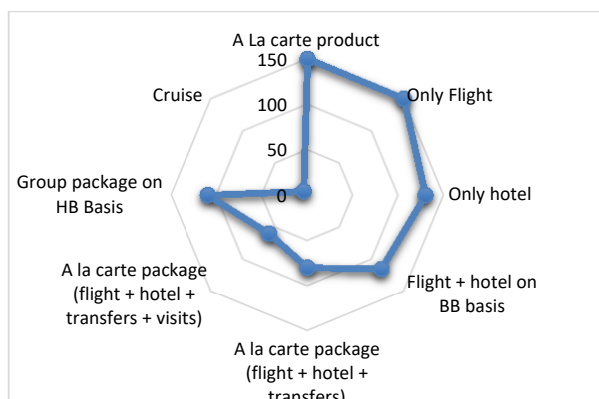 A La carte product
150
100
50
0
Only Flight
Only hotel
Flight + hotel on
BB basis
A la carte package
(flight + hotel +
transfers)
A la carte package
(flight + hotel +
transfers + visits)
Group package on
HB Basis
Cruise